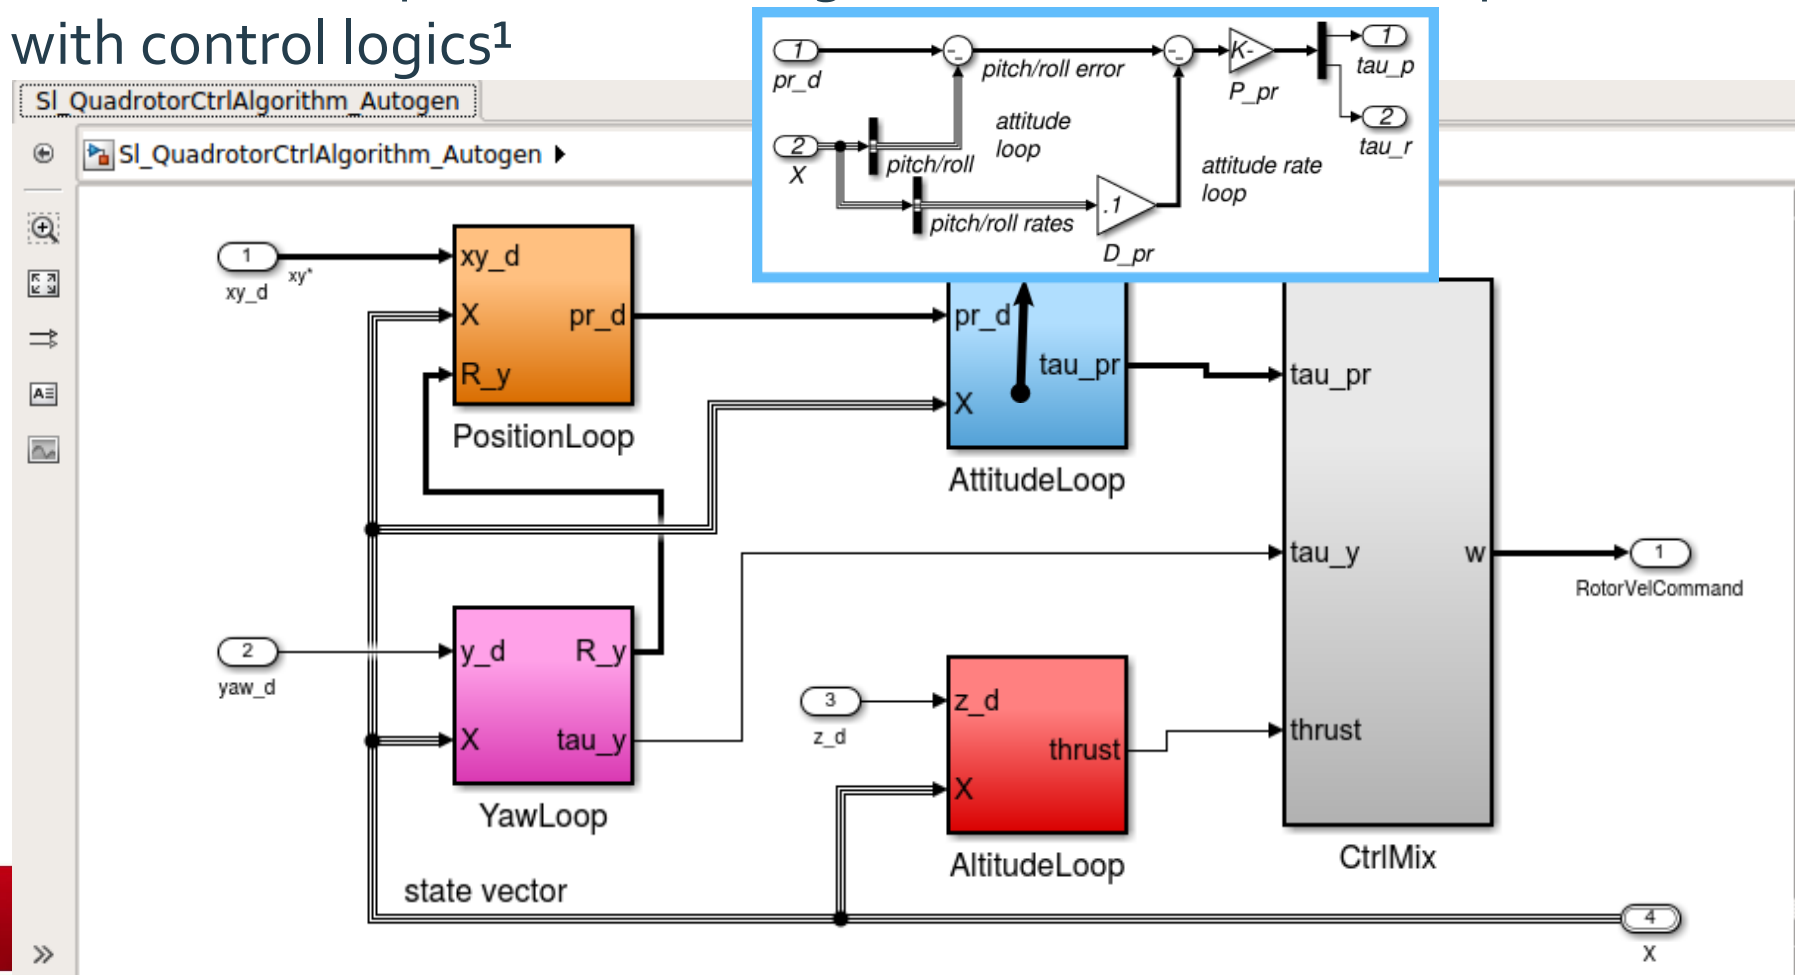 with control logics¹
Sl_QuadrotorCtrlAlgorithm_Autogen
Sl_QuadrotorCtrlAlgorithm_Autogen
1
pr_d
2
X
pitch/roll error
attitude
loop
pitch/roll
pitch/roll rates
.1
D_pr
attitude rate
loop
K-
P_pr
1
tau_p
2
tau_r
1
xy_d
xy*
xy_d
X
R_y
pr_d
PositionLoop
pr_d
X
tau_pr
AttitudeLoop
tau_pr
tau_y
thrust
w
CtrlMix
1
RotorVelCommand
2
yaw_d
y_d
X
R_y
tau_y
YawLoop
3
z_d
z_d
X
thrust
AltitudeLoop
state vector
4
X